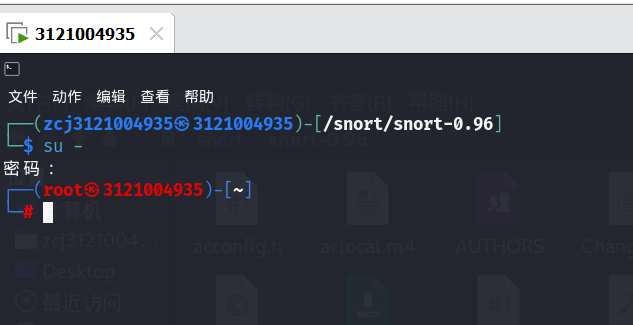 3121004935
文件 动作 编辑 查看 帮助
┌──(zcj3121004935㉿3121004935)-[/snort/snort-0.96]
└─$ su -
密码：
┌──(root㉿3121004935)-[~]
└─#
计算机
zcj3121004...
acconfig.h aclocal.m4 AUTHORS Chang
Desktop
最近访问